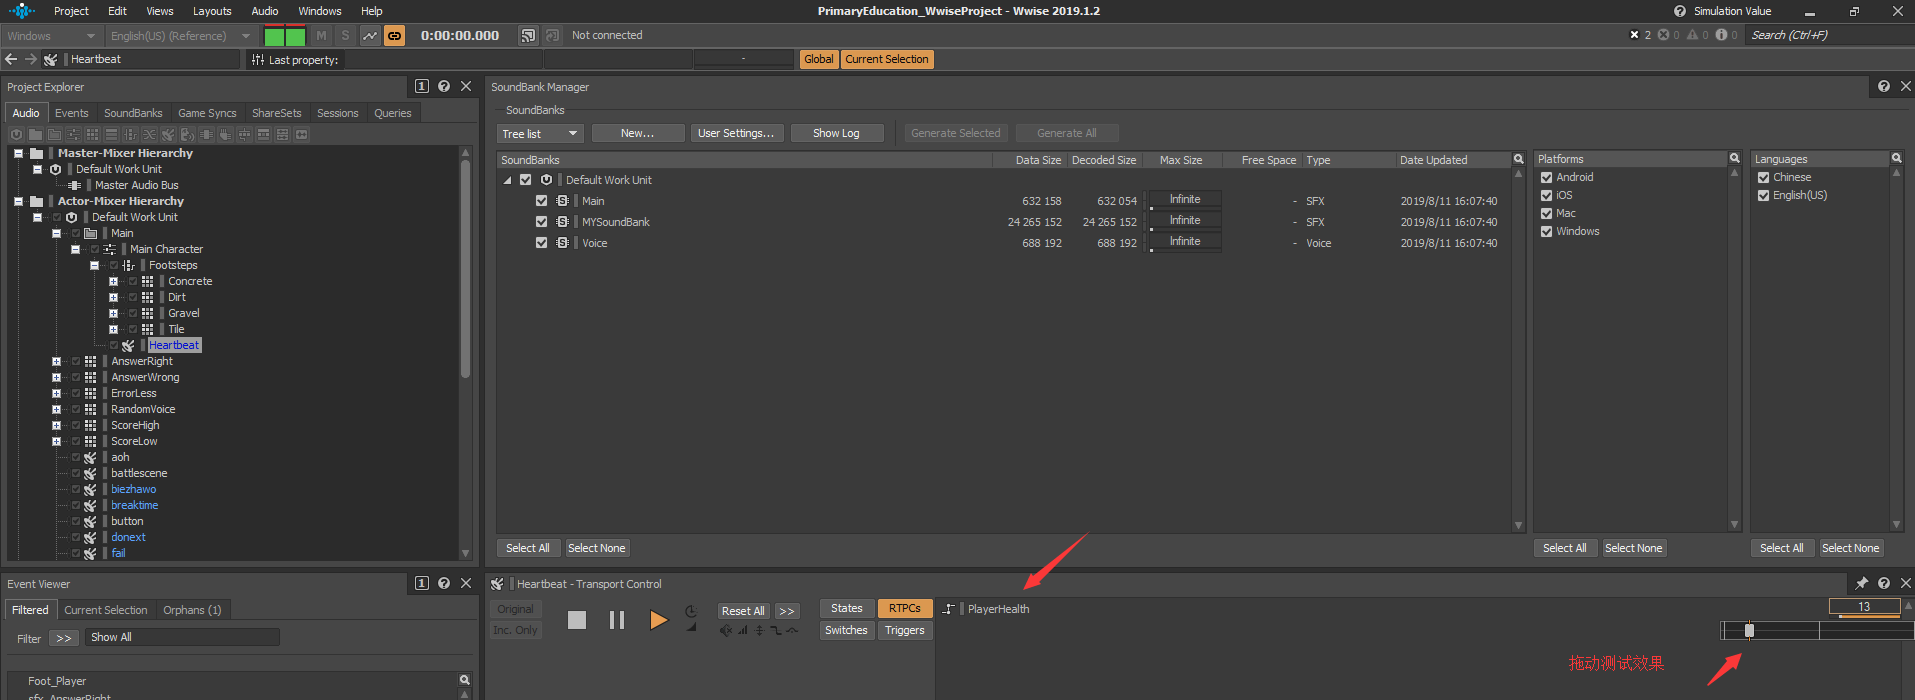 Project Edit Views Layouts Audio Windows Help PrimaryEducation_WwiseProject - Wwise 2019.1.2 Simulation Value
Windows English(US) (Reference) M S 0:00:00.000 Not connected 2 0 0 0 Search (Ctrl+F)
Heartbeat Last property: - Global Current Selection
Project Explorer 1
Audio Events SoundBanks Game Syncs ShareSets Sessions Queries
Master-Mixer Hierarchy
Default Work Unit
Master Audio Bus
Actor-Mixer Hierarchy
Default Work Unit
Main
Main Character
Footsteps
Concrete
Dirt
Gravel
Tile
Heartbeat
AnswerRight
AnswerWrong
ErrorLess
RandomVoice
ScoreHigh
ScoreLow
aoh
battlescene
biezhawo
breaktime
button
donext
fail
SoundBank Manager
SoundBanks
Tree list New... User Settings... Show Log Generate Selected Generate All
SoundBanks Data Size Decoded Size Max Size Free Space Type Date Updated
Default Work Unit
Main 632 158 632 054 Infinite - SFX 2019/8/11 16:07:40
MYSoundBank 24 265 152 24 265 152 Infinite - SFX 2019/8/11 16:07:40
Voice 688 192 688 192 Infinite - Voice 2019/8/11 16:07:40
Select All Select None
Platforms
Android
iOS
Mac
Windows
Select All Select None
Languages
Chinese
English(US)
Select All Select None
Event Viewer 1
Filtered Current Selection Orphans (1)
Filter >> Show All
Foot_Player
sfx_AnswerRight
Heartbeat - Transport Control
Original Reset All >> States RTPCs
Inc. Only Switches Triggers
PlayerHealth 13
拖动测试效果